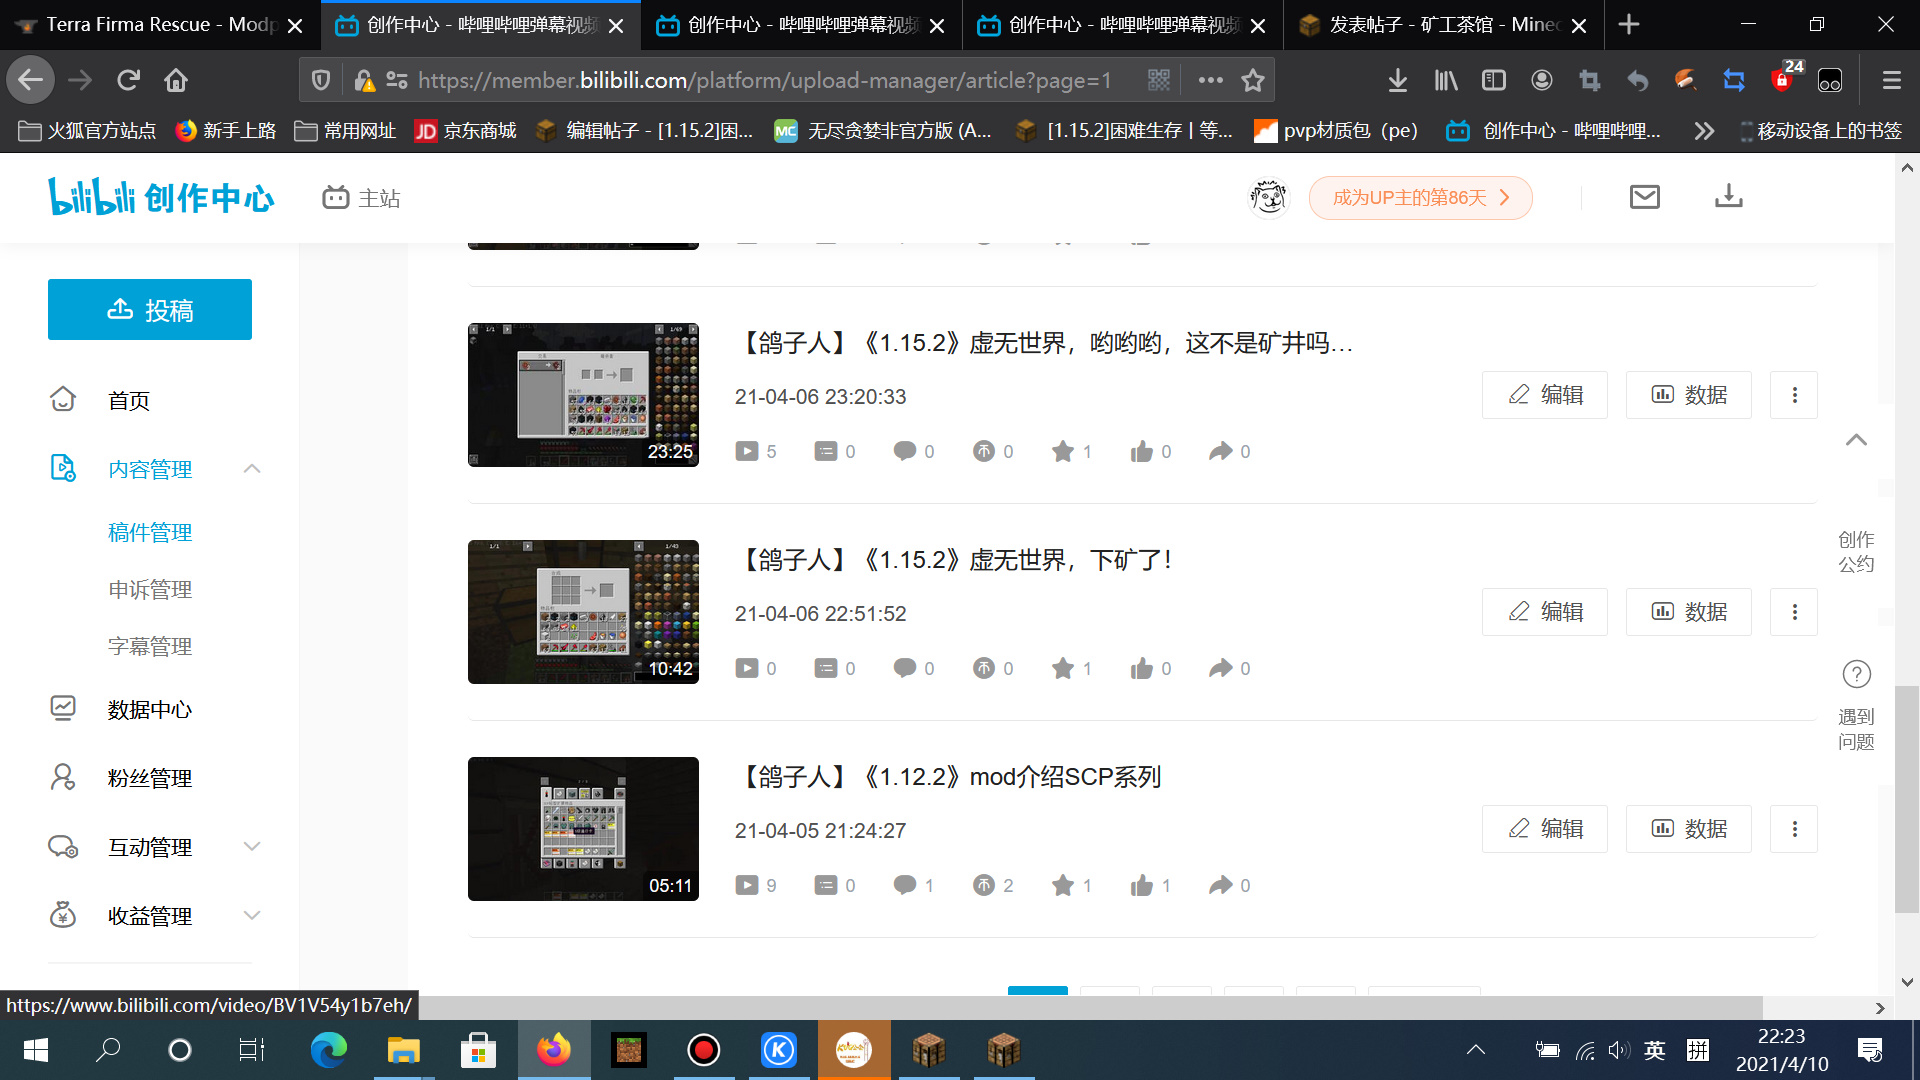 Terra Firma Rescue - Modp
创作中心 - 哔哩哔哩弹幕视频
创作中心 - 哔哩哔哩弹幕视频
创作中心 - 哔哩哔哩弹幕视频
发表帖子 - 矿工茶馆 - Minec
https://member.bilibili.com/platform/upload-manager/article?page=1
24
火狐官方站点
新手上路
常用网址
JD 京东商城
编辑帖子 - [1.15.2]困...
MC 无尽贪婪非官方版 (A...
[1.15.2]困难生存丨等...
pvp材质包（pe）
创作中心 - 哔哩哔哩...
移动设备上的书签
bilibili 创作中心
主站
成为UP主的第86天
投稿
首页
内容管理
稿件管理
申诉管理
字幕管理
数据中心
粉丝管理
互动管理
收益管理
23:25
【鸽子人】《1.15.2》虚无世界，哟哟哟，这不是矿井吗...
21-04-06 23:20:33
5 0 0 0 1 0 0
编辑
数据
10:42
【鸽子人】《1.15.2》虚无世界，下矿了！
21-04-06 22:51:52
0 0 0 0 1 0 0
编辑
数据
05:11
【鸽子人】《1.12.2》mod介绍SCP系列
21-04-05 21:24:27
9 0 1 2 1 1 0
编辑
数据
创作
公约
遇到
问题
https://www.bilibili.com/video/BV1V54y1b7eh/
英
拼
22:23
2021/4/10